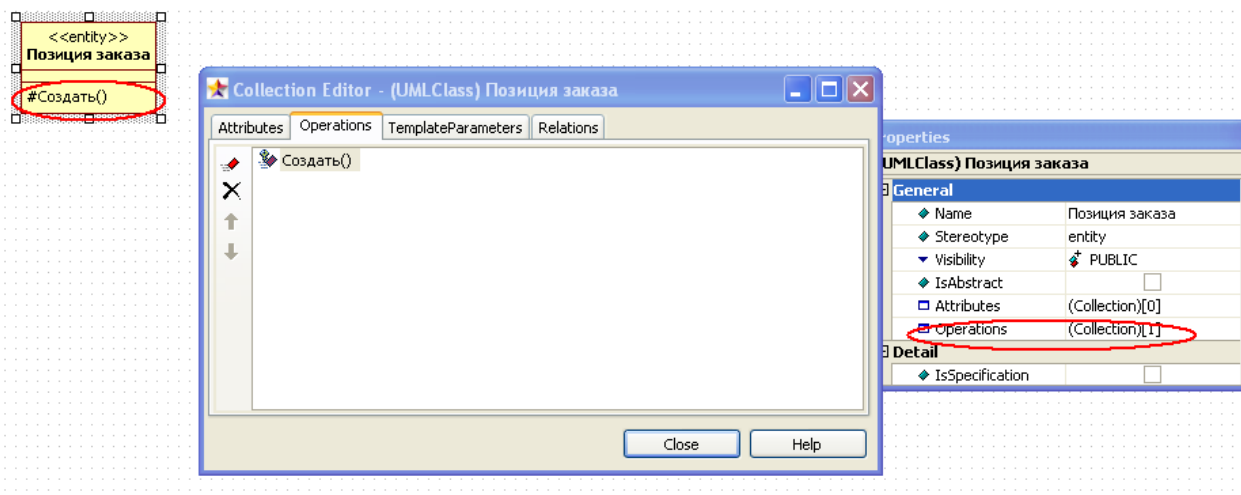 <<entity>>
Позиция заказа
#Создать()
Collection Editor - (UMLClass) Позиция заказа
Attributes Operations TemplateParameters Relations
Создать()
Close Help
operties
UMLClass) Позиция заказа
General
Name Позиция заказа
Stereotype entity
Visibility PUBLIC
IsAbstract
Attributes (Collection)[0]
Operations (Collection)[1]
Detail
IsSpecification